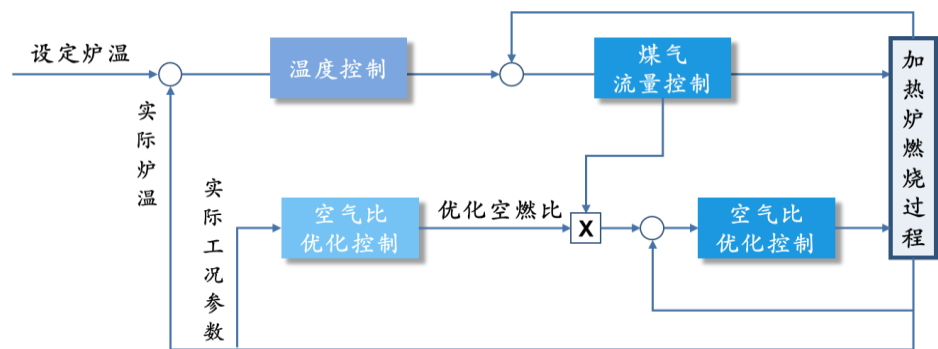 设定炉温
温度控制
煤气
流量控制
加热炉燃烧过程
实际炉温
实际工况参数
空气比
优化控制
优化空燃比
X
空气比
优化控制